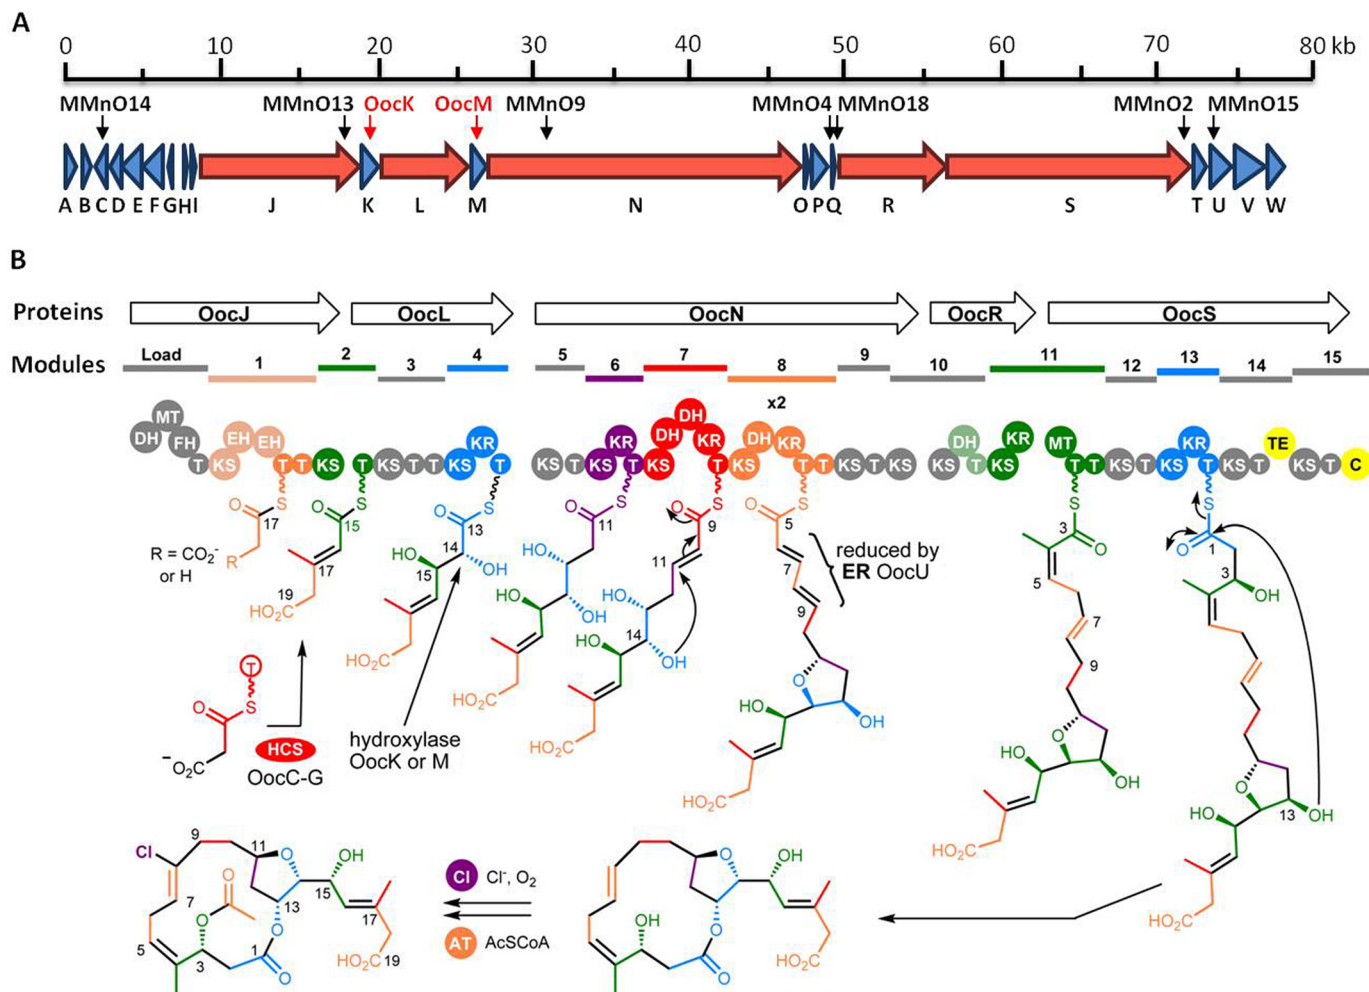 A
0 10 20 30 40 50 60 70 80 kb
MMnO14 MMnO13 OocK OocM MMnO9 MMnO4 MMnO18 MMnO2 MMnO15
A B C D E F G H I J K L M N O P Q R S T U V W
B
Proteins OocJ OocL OocN OocR OocS
Modules Load 1 2 3 4 5 6 7 8 9 10 11 12 13 14 15
x2
DH MT FH T KS EH EH T T KS T KS T T KS KR T KS T KS KR T KS DH DH KR T KS DH KR T T KS T KS KS DH T KS KR MT T T KS T KS KR T KS T TE KS T C
O S 17 R
R = CO₂⁻
or H
O S 15 17 19 HO₂C
O S 13 14 HO 15 OH HO₂C
O S 11 HO HO OH HO₂C
O S 9 11 HO HO 14 OH HO₂C
O S 5 7 9 O HO OH HO₂C
reduced by
ER OocU
S 3 O 5 7 9 O HO OH HO₂C
S O 1 3 OH O HO 13 OH HO₂C
T
O S
⁻O₂C
HCS
OocC-G
hydroxylase
OocK or M
Cl 9 11 O OH 15 17 13 7 O O O 5 3 1 O HO₂C 19
Cl Cl⁻, O₂
AT AcSCoA
O OH OH O O HO₂C